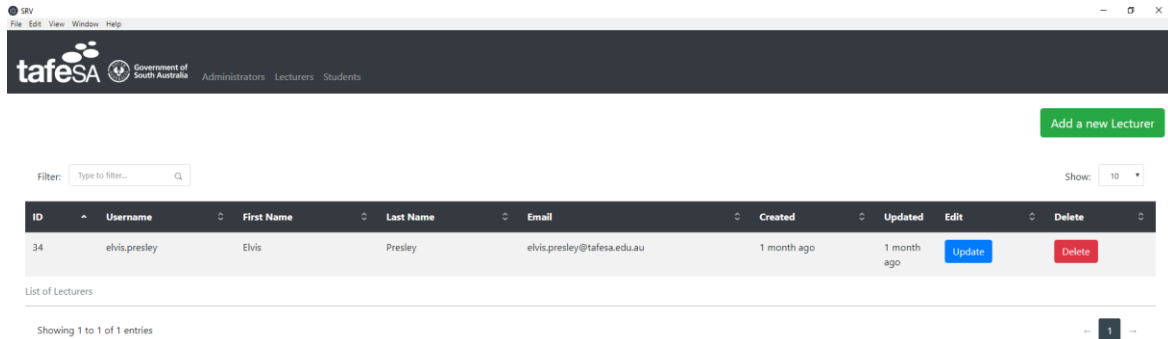 SRV
File Edit View Window Help
tafeSA Government of South Australia Administrators Lecturers Students
Add a new Lecturer
Filter: Type to filter... Show: 10
ID Username First Name Last Name Email Created Updated Edit Delete
34 elvis.presley Elvis Presley elvis.presley@tafesa.edu.au 1 month ago 1 month ago Update Delete
List of Lecturers
Showing 1 to 1 of 1 entries ← 1 →